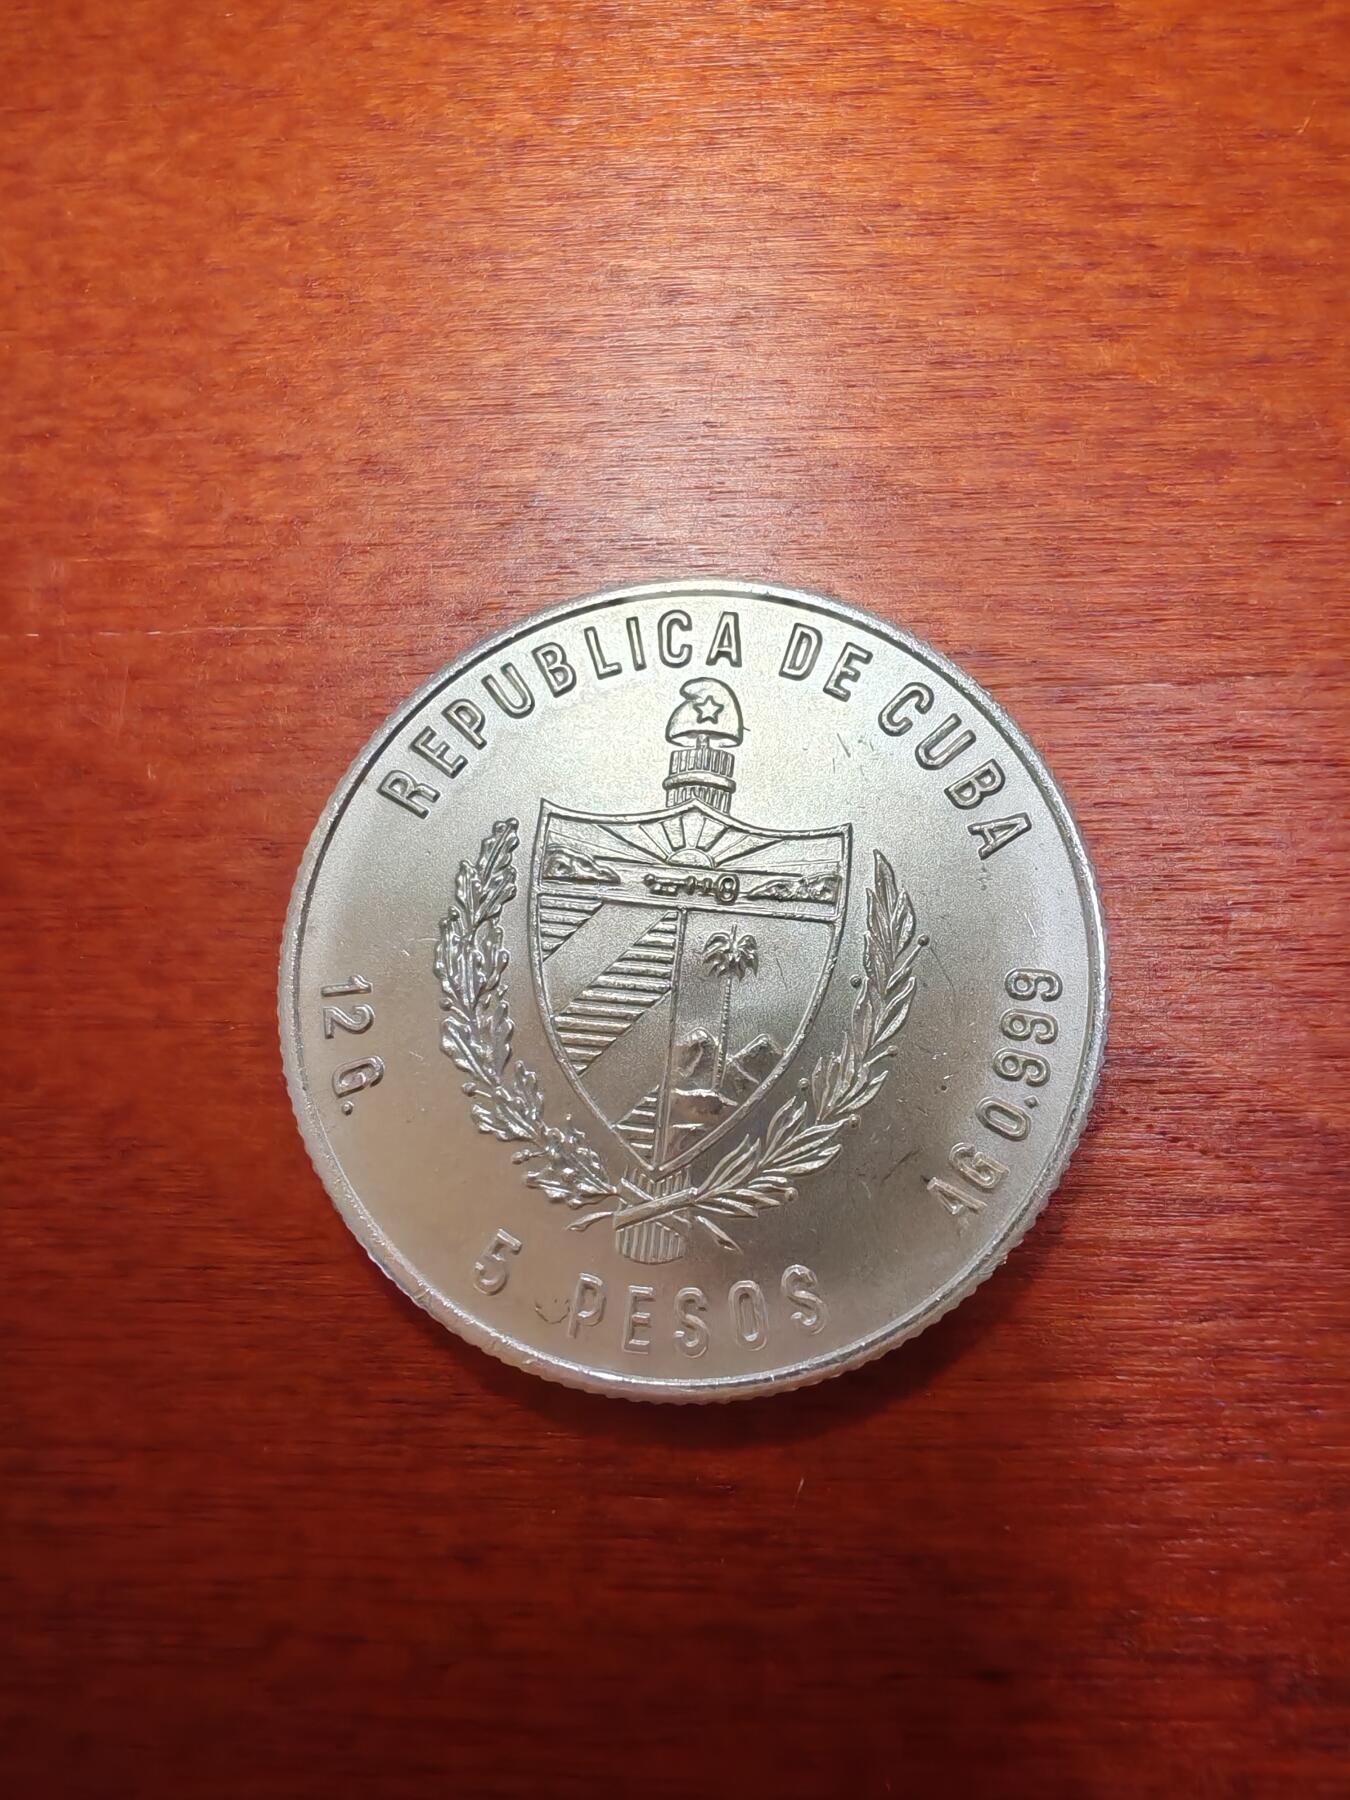 REPUBLICA DE CUBA
12 G.
AG 0.999
5 PESOS